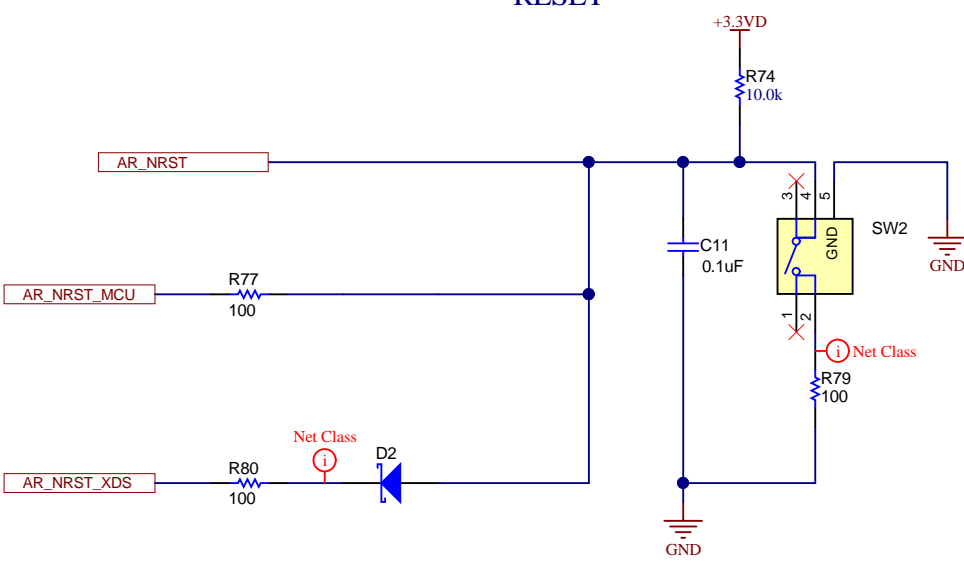 RESET
+3.3VD
R74
10.0k
AR_NRST
3
4
5
GND
SW2
C11
0.1uF
GND
R77
AR_NRST_MCU
100
1
2
i Net Class
R79
100
Net Class
i
D2
R80
AR_NRST_XDS
100
GND